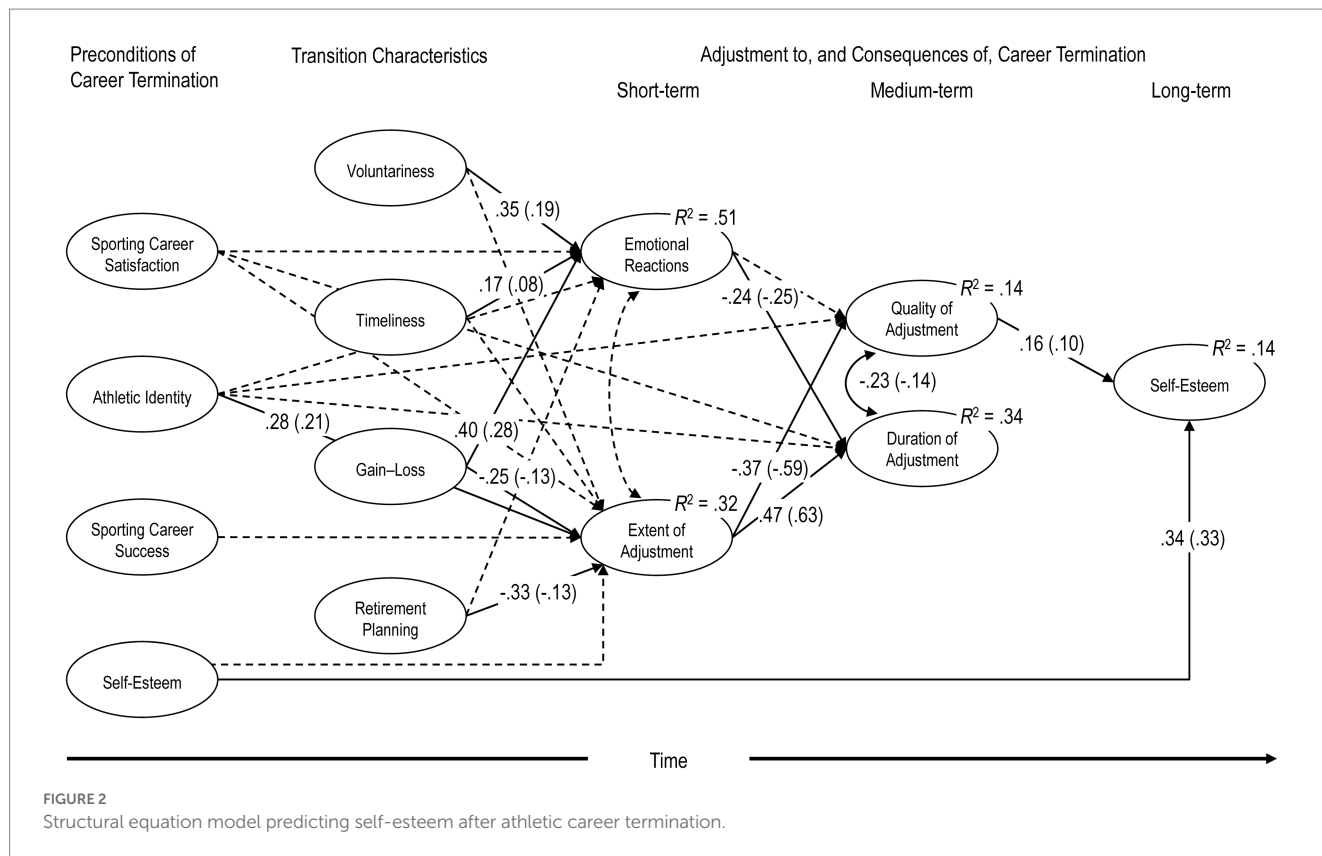 Preconditions of
Career Termination
Transition Characteristics
Adjustment to, and Consequences of, Career Termination
Short-term
Medium-term
Long-term
Voluntariness
.35 (.19)
R² = .51
Sporting Career
Satisfaction
Emotional
Reactions
.17 (.08)
-.24 (-.25)
R² = .14
Timeliness
Quality of
Adjustment
.16 (.10)
R² = .14
Self-Esteem
-.23 (-.14)
Athletic Identity
.28 (.21)
.40 (.28)
R² = .34
Duration of
Adjustment
Gain–Loss
-.25 (-.13)
-.37 (-.59)
R² = .32
.47 (.63)
Sporting Career
Success
Extent of
Adjustment
.34 (.33)
-.33 (-.13)
Retirement
Planning
Self-Esteem
Time
FIGURE 2
Structural equation model predicting self-esteem after athletic career termination.